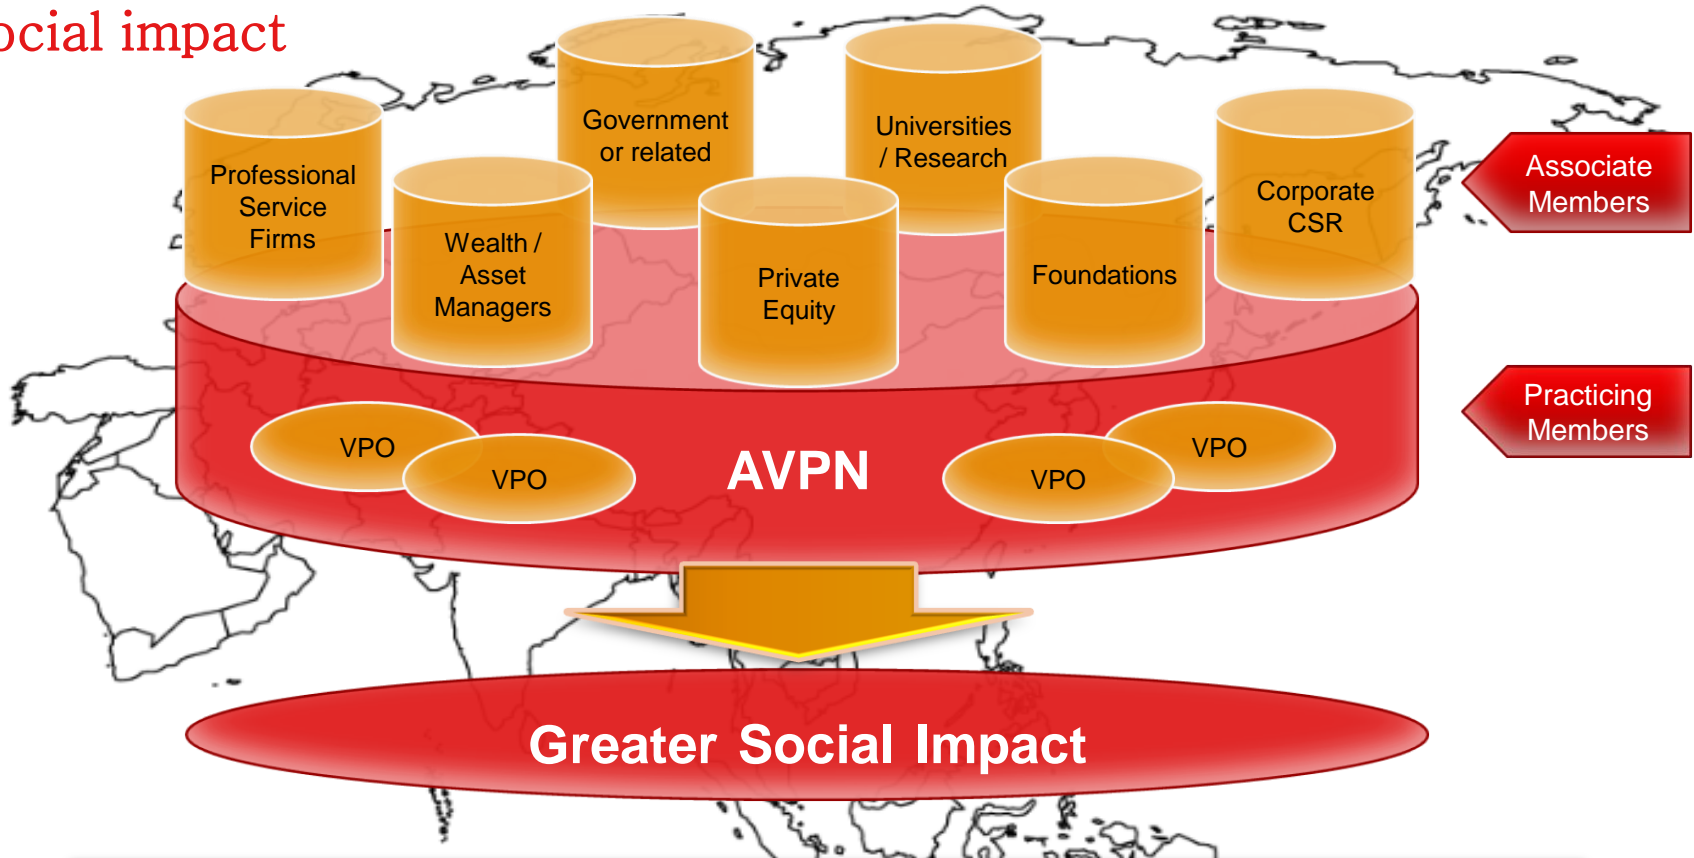 ocial impact
Government
or related
Universities
/ Research
Professional
Service
Firms
Corporate
CSR
Associate
Members
Wealth /
Asset
Managers
Private
Equity
Foundations
Practicing
Members
VPO
VPO
AVPN
VPO
VPO
Greater Social Impact